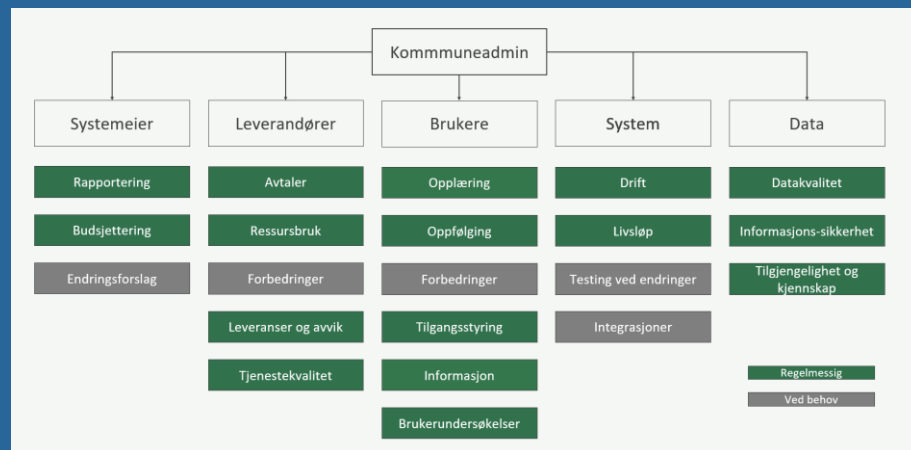 Kommmuneadmin
Systemeier
Leverandører
Brukere
System
Data
Rapportering
Avtaler
Opplæring
Drift
Datakvalitet
Budsjettering
Ressursbruk
Oppfølging
Livsløp
Informasjons-sikkerhet
Endringsforslag
Forbedringer
Forbedringer
Testing ved endringer
Tilgjengelighet og
kjennskap
Leveranser og avvik
Tilgangsstyring
Integrasjoner
Tjenestekvalitet
Informasjon
Brukerundersøkelser
Regelmessig
Ved behov